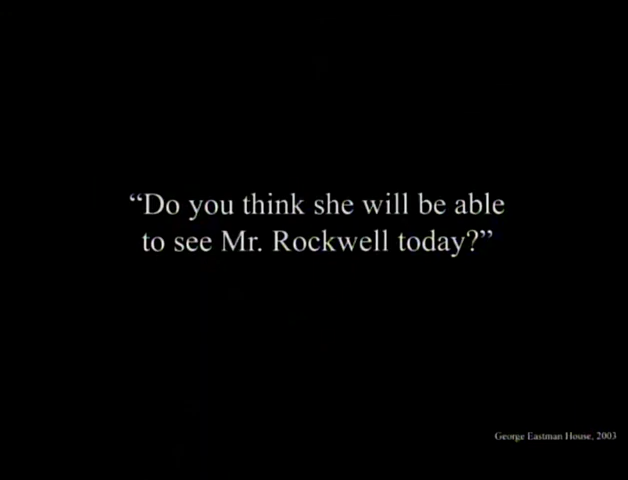 “Do you think she will be able
to see Mr. Rockwell today?”
George Eastman House, 2003